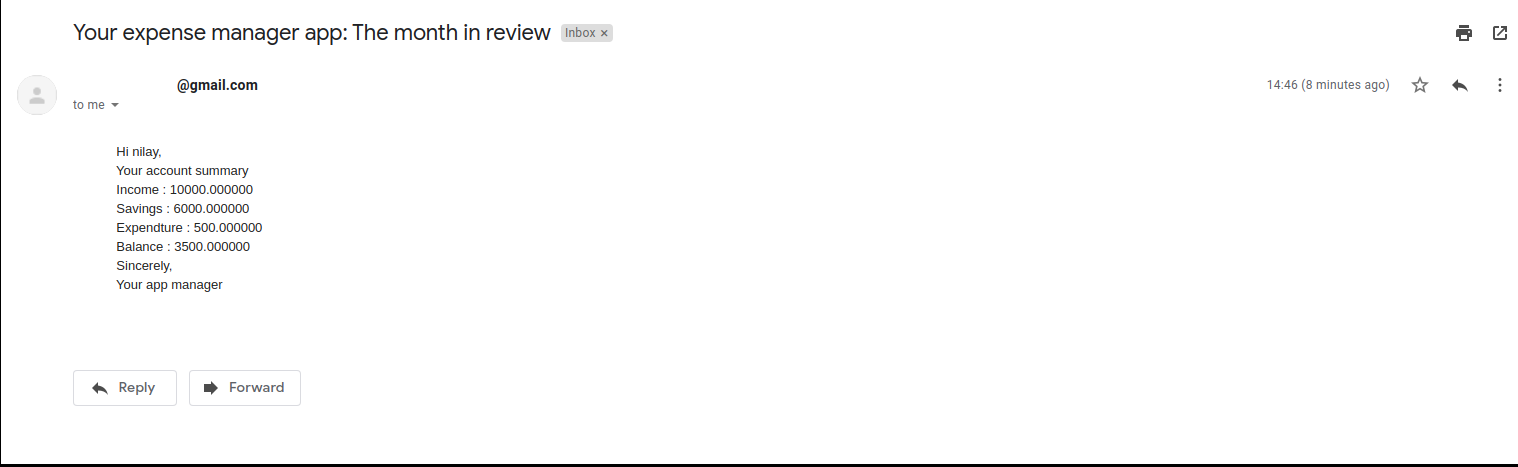 Your expense manager app: The month in review Inbox ×
@gmail.com 14:46 (8 minutes ago)
to me
Hi nilay,
Your account summary
Income : 10000.000000
Savings : 6000.000000
Expendture : 500.000000
Balance : 3500.000000
Sincerely,
Your app manager
Reply Forward